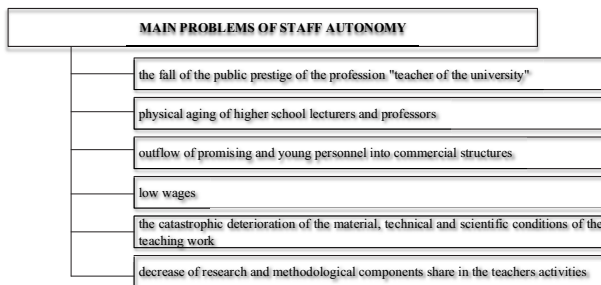 MAIN PROBLEMS OF STAFF AUTONOMY
the fall of the public prestige of the profession "teacher of the university"
physical aging of higher school lecturers and professors
outflow of promising and young personnel into commercial structures
low wages
the catastrophic deterioration of the material, technical and scientific conditions of the
teaching work
decrease of research and methodological components share in the teachers activities